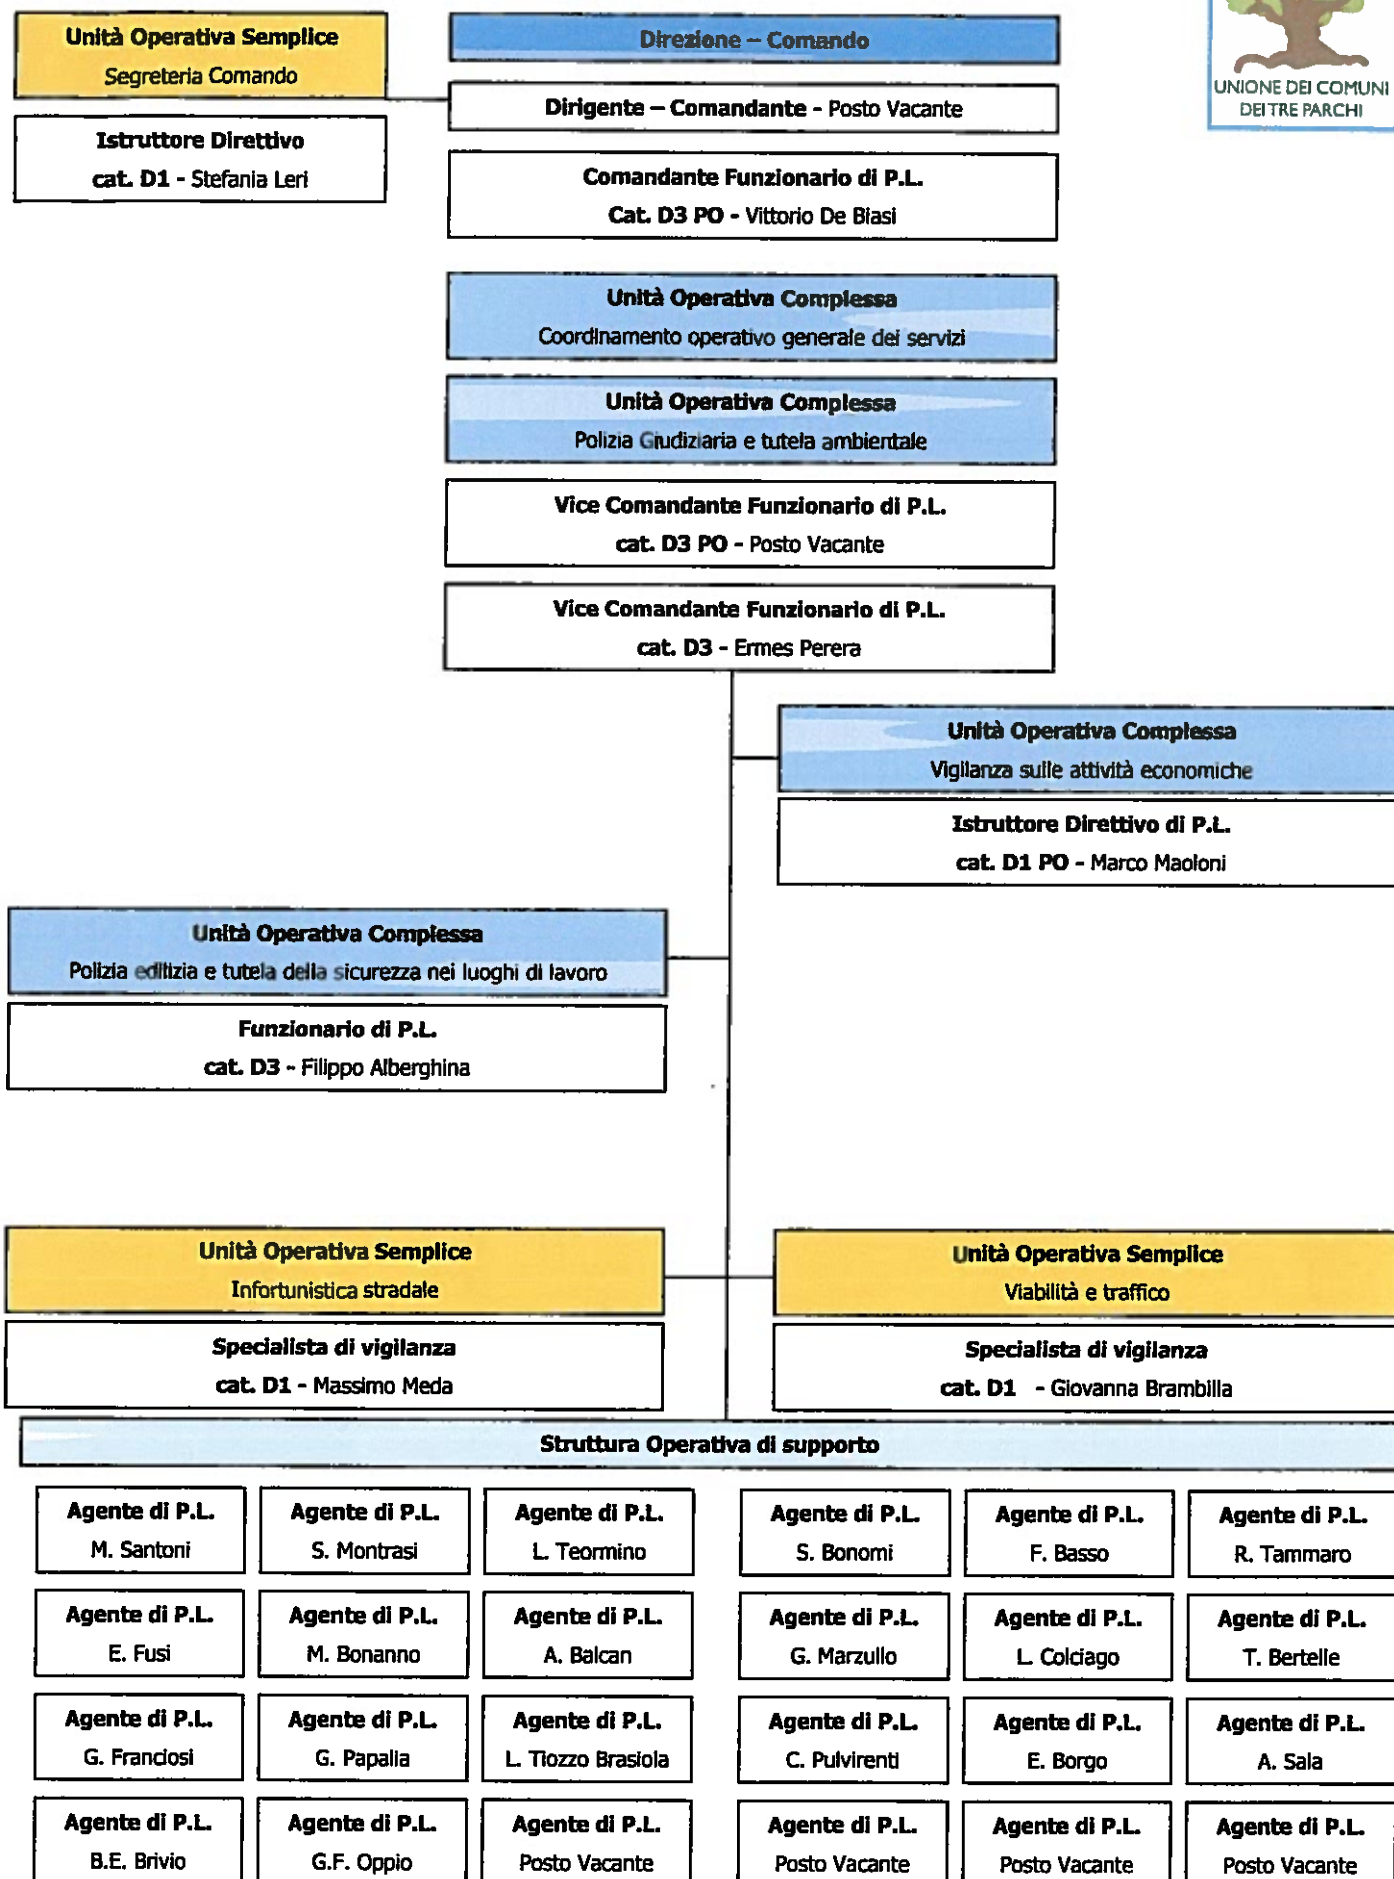 Unità Operativa Semplice
Segreteria Comando
Istruttore Direttivo
cat. D1 - Stefania Leri
Direzione – Comando
Dirigente – Comandante - Posto Vacante
Comandante Funzionario di P.L.
Cat. D3 PO - Vittorio De Biasi
UNIONE DEI COMUNI
DEI TRE PARCHI
Unità Operativa Complessa
Coordinamento operativo generale dei servizi
Unità Operativa Complessa
Polizia Giudiziaria e tutela ambientale
Vice Comandante Funzionario di P.L.
cat. D3 PO - Posto Vacante
Vice Comandante Funzionario di P.L.
cat. D3 - Ermes Perera
Unità Operativa Complessa
Vigilanza sulle attività economiche
Istruttore Direttivo di P.L.
cat. D1 PO - Marco Maoloni
Unità Operativa Complessa
Polizia edilizia e tutela della sicurezza nei luoghi di lavoro
Funzionario di P.L.
cat. D3 - Filippo Alberghina
Unità Operativa Semplice
Infortunistica stradale
Specialista di vigilanza
cat. D1 - Massimo Meda
Unità Operativa Semplice
Viabilità e traffico
Specialista di vigilanza
cat. D1 - Giovanna Brambilla
Struttura Operativa di supporto
Agente di P.L.
M. Santoni
Agente di P.L.
S. Montrasi
Agente di P.L.
L. Teormino
Agente di P.L.
S. Bonomi
Agente di P.L.
F. Basso
Agente di P.L.
R. Tammaro
Agente di P.L.
E. Fusi
Agente di P.L.
M. Bonanno
Agente di P.L.
A. Balcan
Agente di P.L.
G. Marzullo
Agente di P.L.
L. Colciago
Agente di P.L.
T. Bertelle
Agente di P.L.
G. Franciosi
Agente di P.L.
G. Papalia
Agente di P.L.
L. Tiozzo Brasiola
Agente di P.L.
C. Pulvirenti
Agente di P.L.
E. Borgo
Agente di P.L.
A. Sala
Agente di P.L.
B.E. Brivio
Agente di P.L.
G.F. Oppio
Agente di P.L.
Posto Vacante
Agente di P.L.
Posto Vacante
Agente di P.L.
Posto Vacante
Agente di P.L.
Posto Vacante